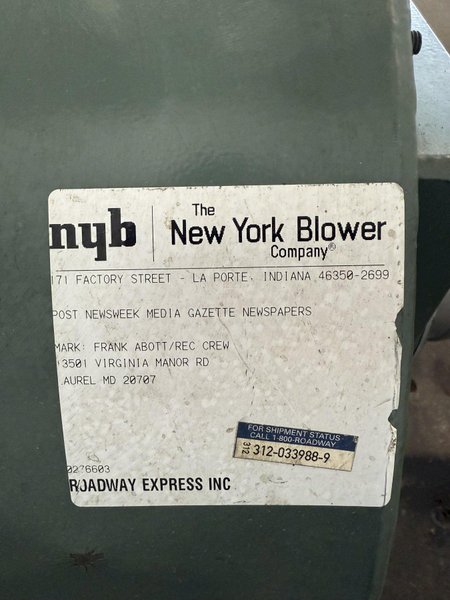 nyb
The
New York Blower
Company®
171 FACTORY STREET - LA PORTE, INDIANA 46350-2699
POST NEWSWEEK MEDIA GAZETTE NEWSPAPERS
MARK: FRANK ABOTT/REC CREW
3501 VIRGINIA MANOR RD
LAUREL MD 20707
FOR SHIPMENT STATUS
CALL 1-800-ROADWAY
312
312-033988-9
0276603
ROADWAY EXPRESS INC